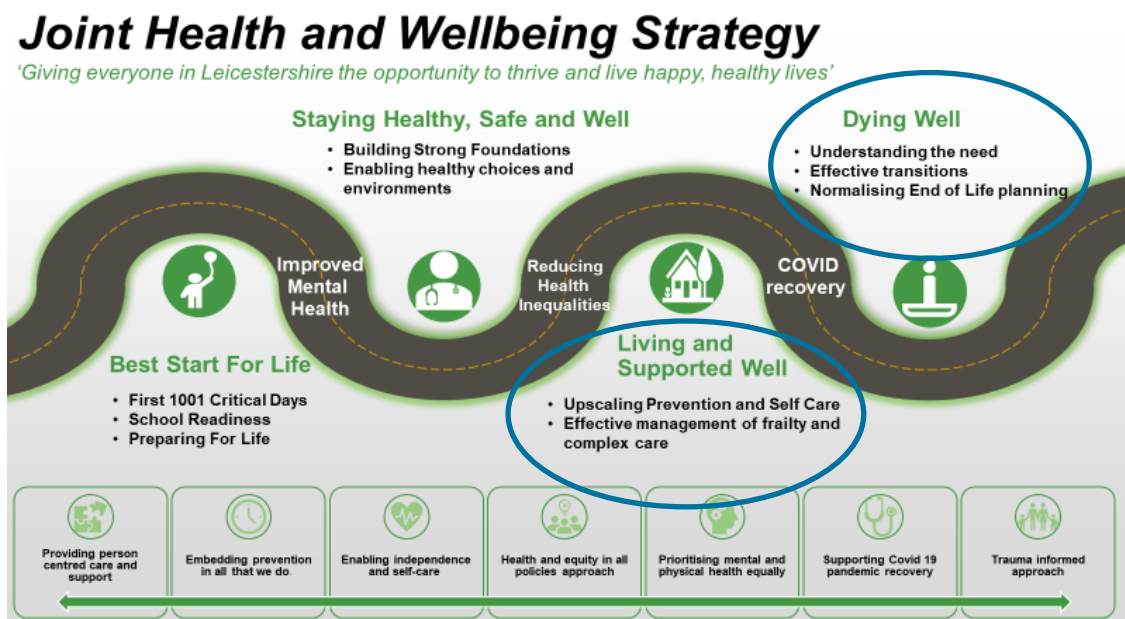 Joint Health and Wellbeing Strategy
‘Giving everyone in Leicestershire the opportunity to thrive and live happy, healthy lives’
Staying Healthy, Safe and Well
• Building Strong Foundations
• Enabling healthy choices and
environments
Dying Well
• Understanding the need
• Effective transitions
• Normalising End of Life planning
Improved
Mental
Health
Reducing
Health
Inequalities
COVID
recovery
Best Start For Life
• First 1001 Critical Days
• School Readiness
• Preparing For Life
Living and
Supported Well
• Upscaling Prevention and Self Care
• Effective management of frailty and
complex care
Providing person
centred care and
support
Embedding prevention
in all that we do.
Enabling independence
and self-care
Health and equity in all
policies approach
Prioritising mental and
physical health equally
Supporting Covid 19
pandemic recovery
Trauma informed
approach